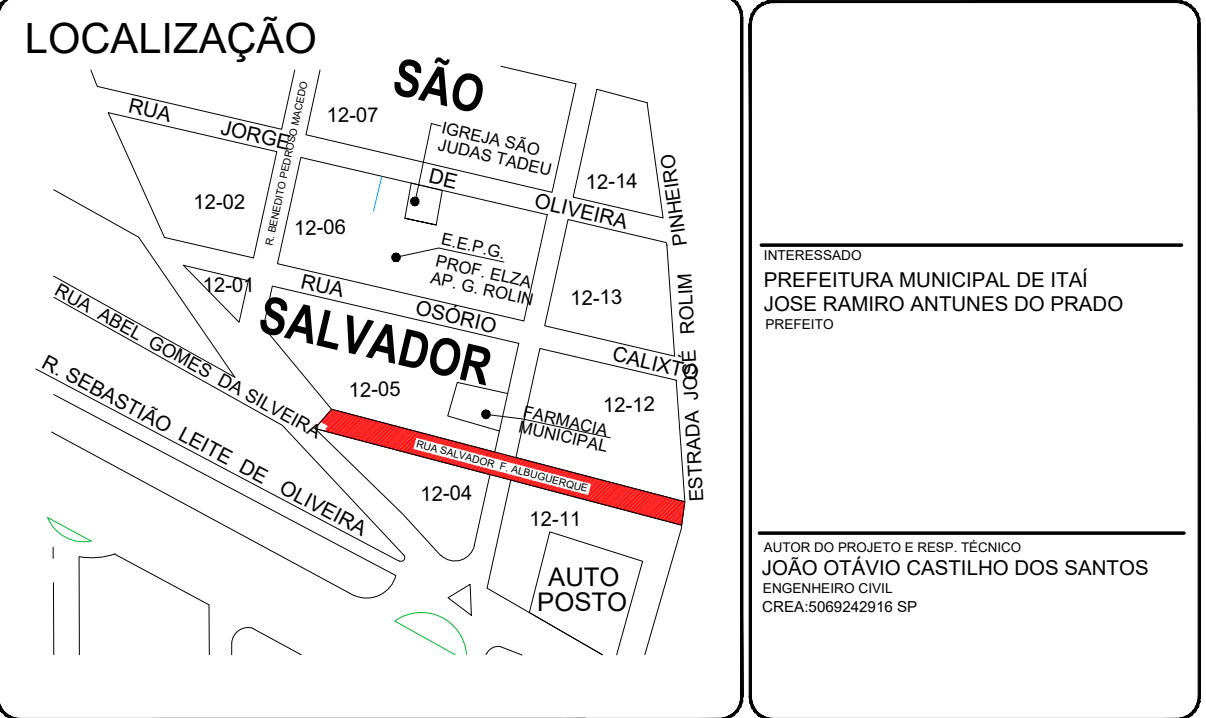 LOCALIZAÇÃO
SÃO
SALVADOR
RUA JORGE DE OLIVEIRA
R. BENEDITO PEDROSO MACEDO
12-07
IGREJA SÃO
JUDAS TADEU
12-14
12-02
12-06
E.E.P.G.
PROF. ELZA
AP. G. ROLIN
12-01
RUA OSÓRIO CALIXTO
12-13
ESTRADA JOSÉ ROLIM PINHEIRO
RUA ABEL GOMES DA SILVEIRA
R. SEBASTIÃO LEITE DE OLIVEIRA
12-05
FARMACIA
MUNICIPAL
12-12
RUA SALVADOR F. ALBUGUERQUE
12-04
12-11
AUTO
POSTO
INTERESSADO
PREFEITURA MUNICIPAL DE ITAÍ
JOSE RAMIRO ANTUNES DO PRADO
PREFEITO
AUTOR DO PROJETO E RESP. TÉCNICO
JOÃO OTÁVIO CASTILHO DOS SANTOS
ENGENHEIRO CIVIL
CREA:5069242916 SP